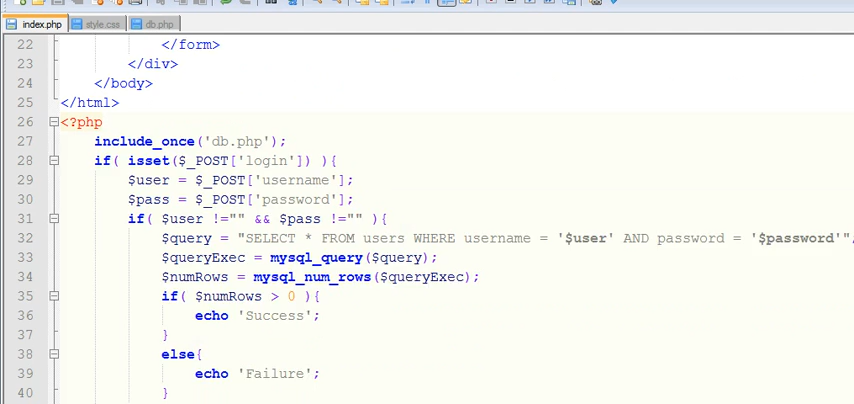 index.php style.css db.php
22 </form>
23 </div>
24 </body>
25 </html>
26 <?php
27 include_once('db.php');
28 if( isset($_POST['login']) ){
29 $user = $_POST['username'];
30 $pass = $_POST['password'];
31 if( $user !="" && $pass !="" ){
32 $query = "SELECT * FROM users WHERE username = '$user' AND password = '$password'"
33 $queryExec = mysql_query($query);
34 $numRows = mysql_num_rows($queryExec);
35 if( $numRows > 0 ){
36 echo 'Success';
37 }
38 else{
39 echo 'Failure';
40 }